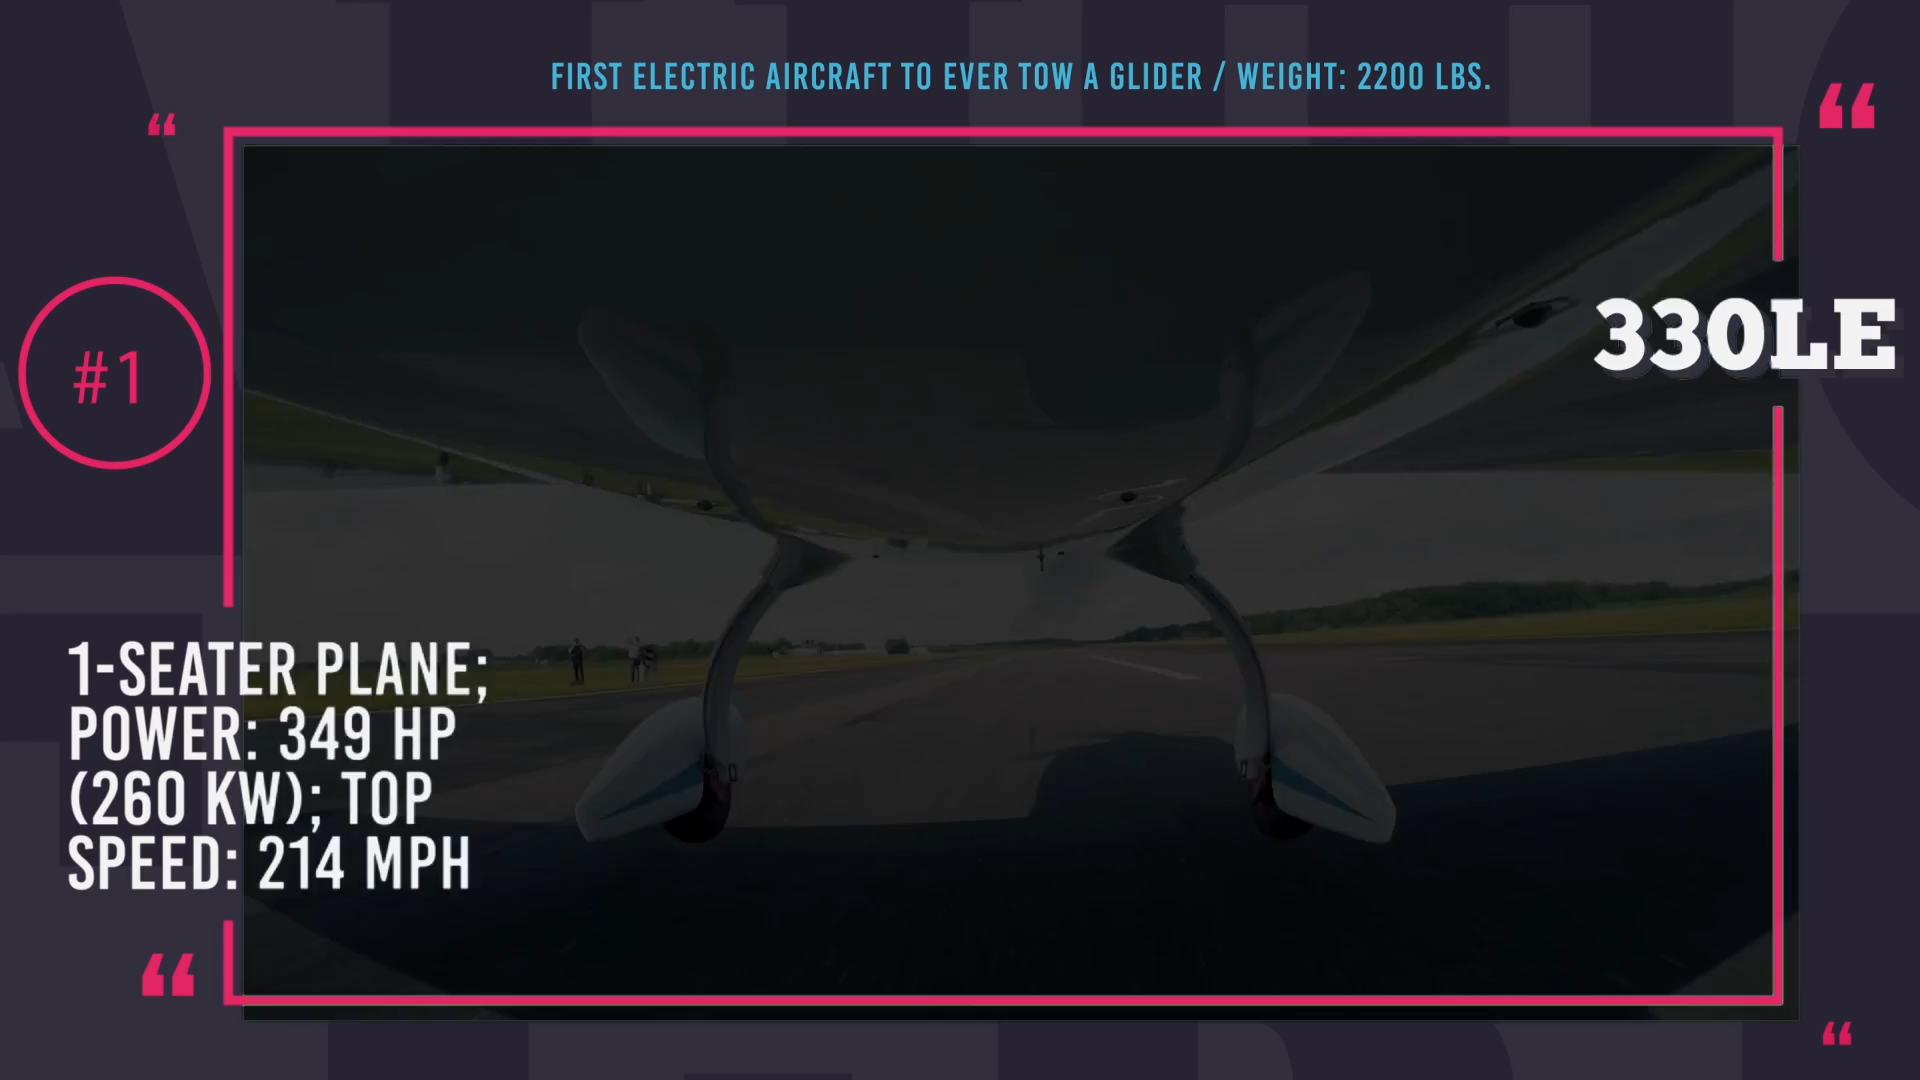 FIRST ELECTRIC AIRCRAFT TO EVER TOW A GLIDER / WEIGHT: 2200 LBS.
330LE
#1
1-SEATER PLANE;
POWER: 349 HP
(260 KW); TOP
SPEED: 214 MPH